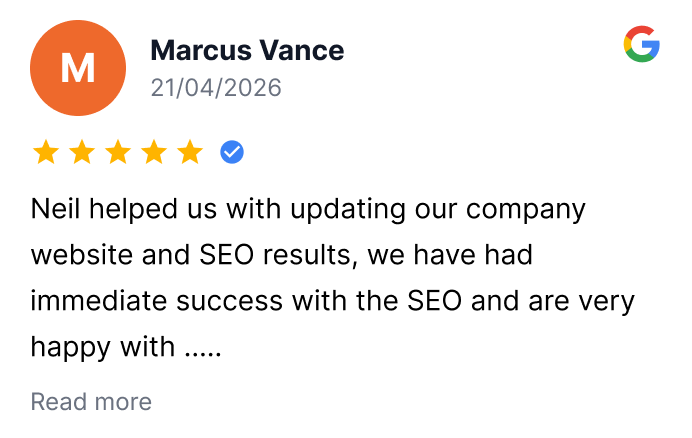 M
Marcus Vance
21/04/2026
Neil helped us with updating our company
website and SEO results, we have had
immediate success with the SEO and are very
happy with .....
Read more